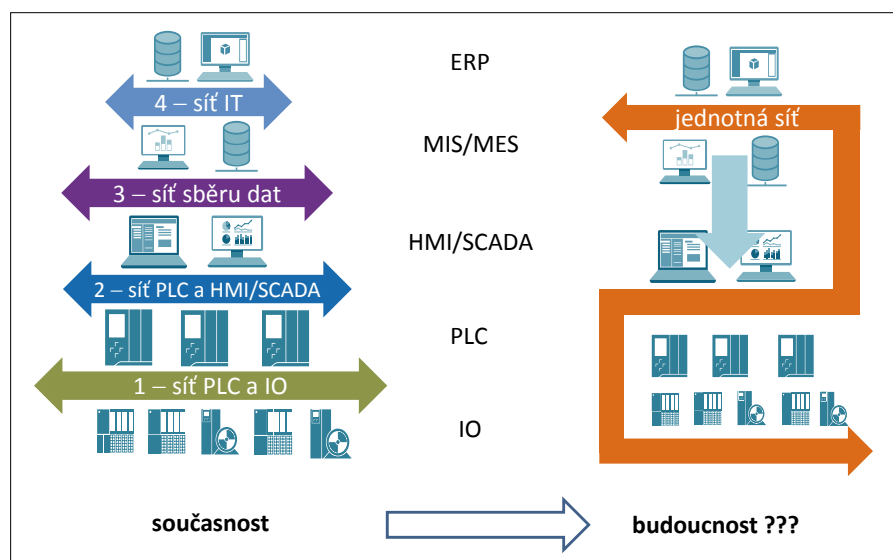 ERP
4 – síť IT
jednotná síť
MIS/MES
3 – síť sběru dat
HMI/SCADA
2 – síť PLC a HMI/SCADA
PLC
1 – síť PLC a IO
IO
současnost
budoucnost ???